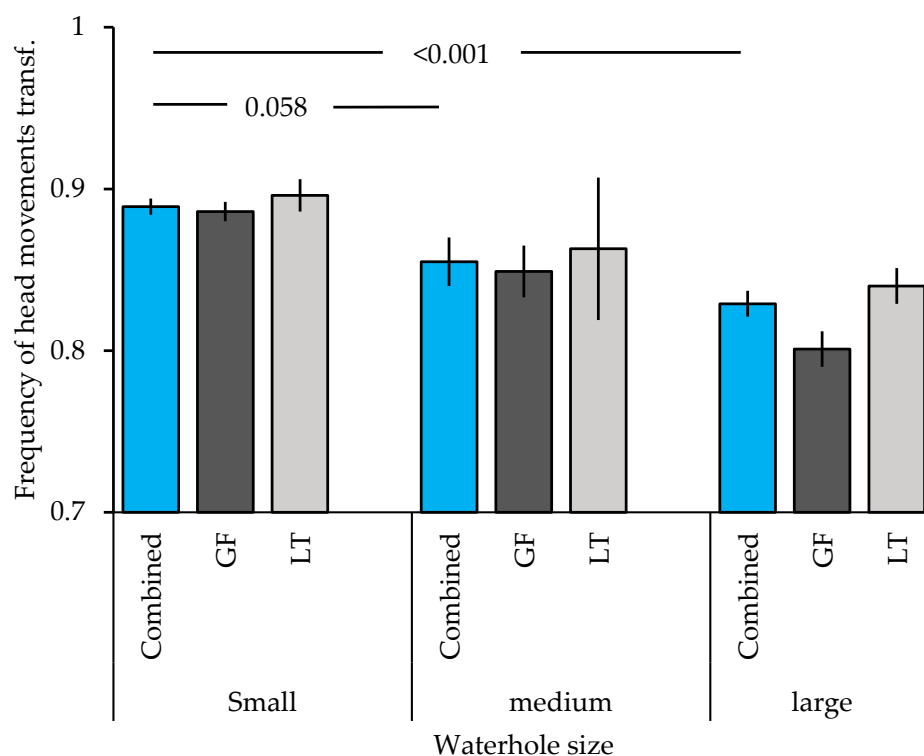 Frequency of head movements transf.
1
<0.001
0.058
0.9
0.8
0.7
Combined GF LT Combined GF LT Combined GF LT
Small medium large
Waterhole size